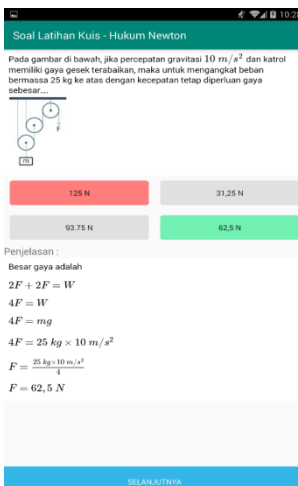 10:28
Soal Latihan Kuis - Hukum Newton
Pada gambar di bawah, jika percepatan gravitasi 10 m/s² dan katrol
memiliki gaya gesek terabaikan, maka untuk mengangkat beban
bermassa 25 kg ke atas dengan kecepatan tetap diperluan gaya
sebesar....
F
m
125 N
31,25 N
93.75 N
62,5 N
Penjelasan :
Besar gaya adalah
2F + 2F = W
4F = W
4F = mg
4F = 25 kg × 10 m/s²
F = 25 kg×10 m/s² / 4
F = 62, 5 N
SELANJUTNYA